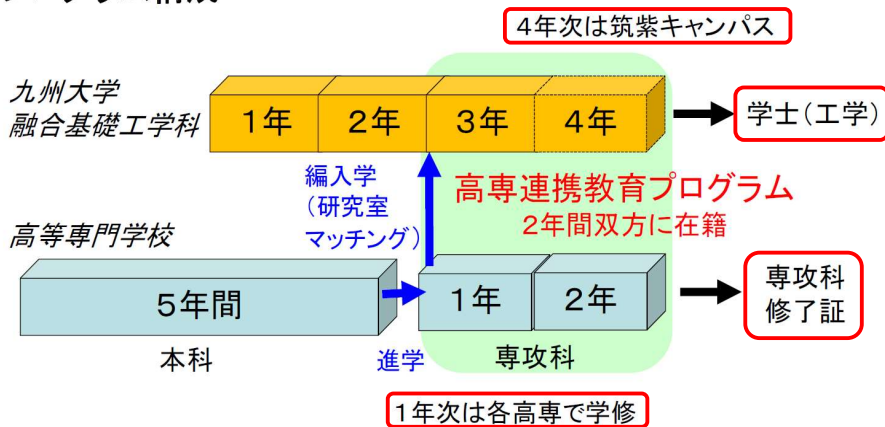 4年次は筑紫キャンパス
九州大学
融合基礎工学科
1年
2年
3年
4年
学士(工学)
編入学
(研究室
マッチング)
高専連携教育プログラム
2年間双方に在籍
高等専門学校
5年間
1年
2年
専攻科
修了証
本科
進学
専攻科
1年次は各高専で学修